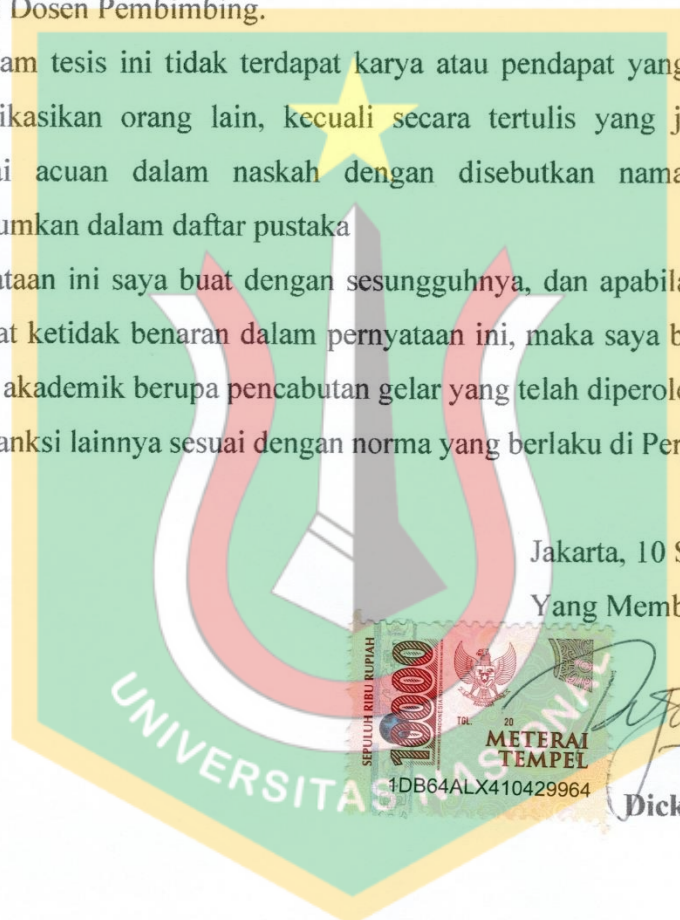 Dosen Pembimbing.
am tesis ini tidak terdapat karya atau pendapat yang
ikasikan orang lain, kecuali secara tertulis yang j
i acuan dalam naskah dengan disebutkan nama
umkan dalam daftar pustaka
ataan ini saya buat dengan sesungguhnya, dan apabila
at ketidak benaran dalam pernyataan ini, maka saya b
akademik berupa pencabutan gelar yang telah diperole
anksi lainnya sesuai dengan norma yang berlaku di Per
Jakarta, 10 S
Yang Memb
SEPULUH RIBU RUPIAH
10000
TGL. 20
METERAI
TEMPEL
1DB64ALX410429964
Dick
UNIVERSITAS NASIONAL